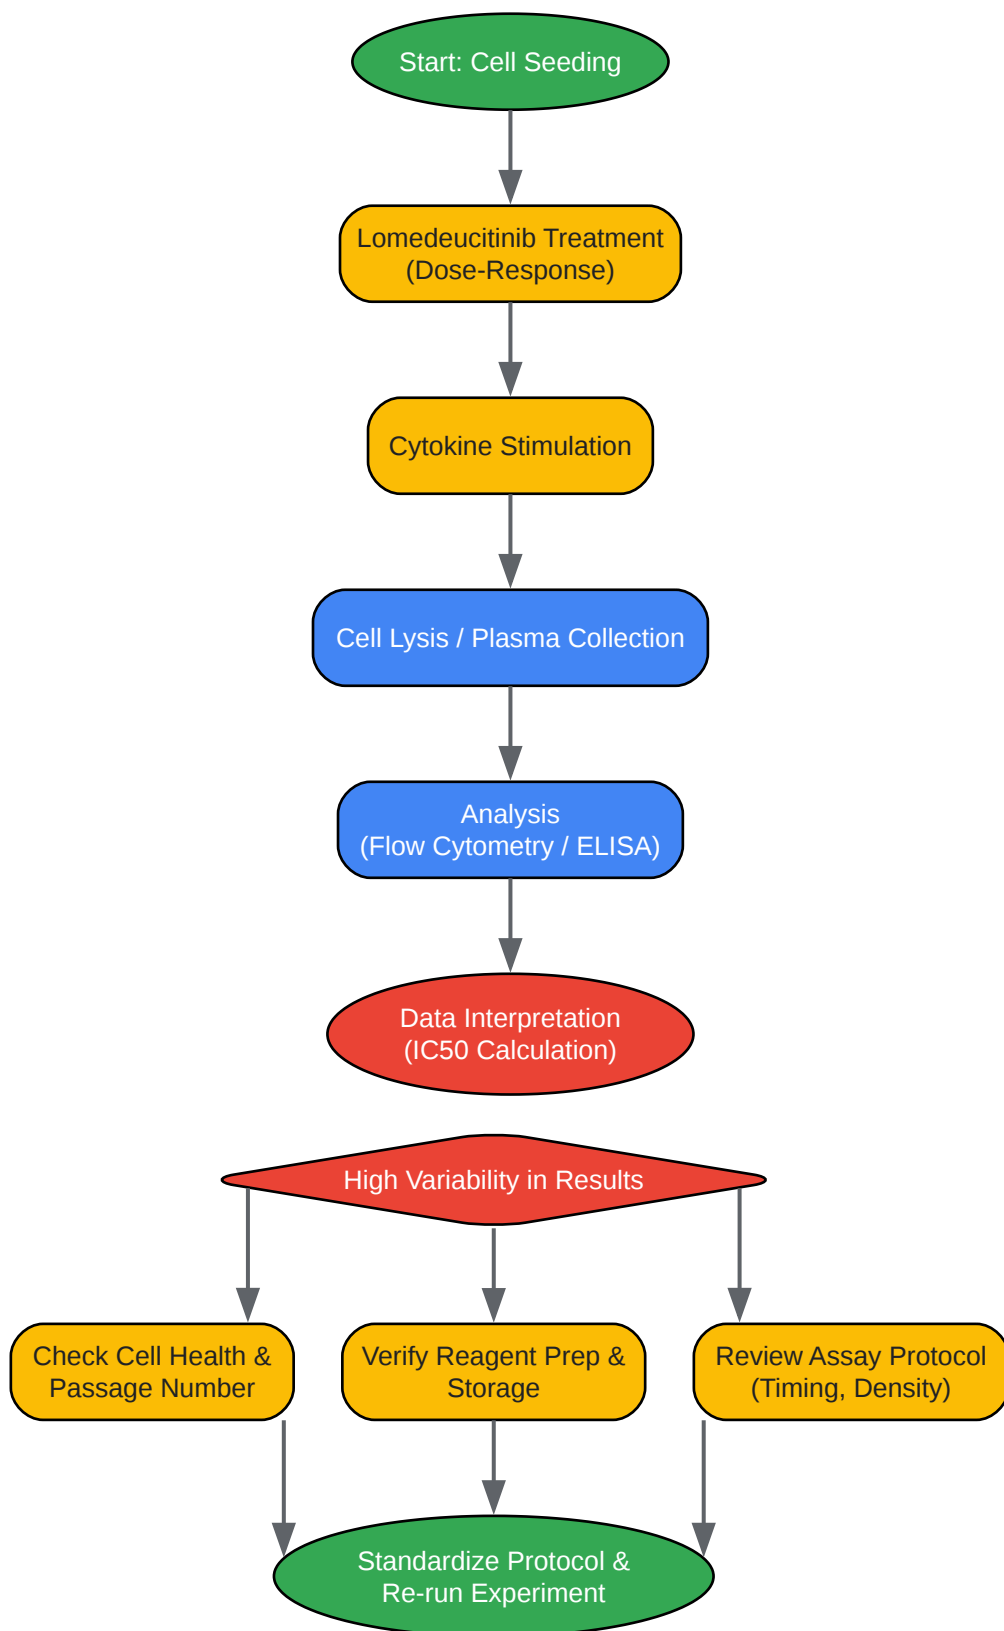 Start: Cell Seeding
Lomedeucitinib Treatment
(Dose-Response)
Cytokine Stimulation
Cell Lysis / Plasma Collection
Analysis
(Flow Cytometry / ELISA)
Data Interpretation
(IC50 Calculation)
High Variability in Results
Check Cell Health &
Passage Number
Verify Reagent Prep &
Storage
Review Assay Protocol
(Timing, Density)
Standardize Protocol &
Re-run Experiment